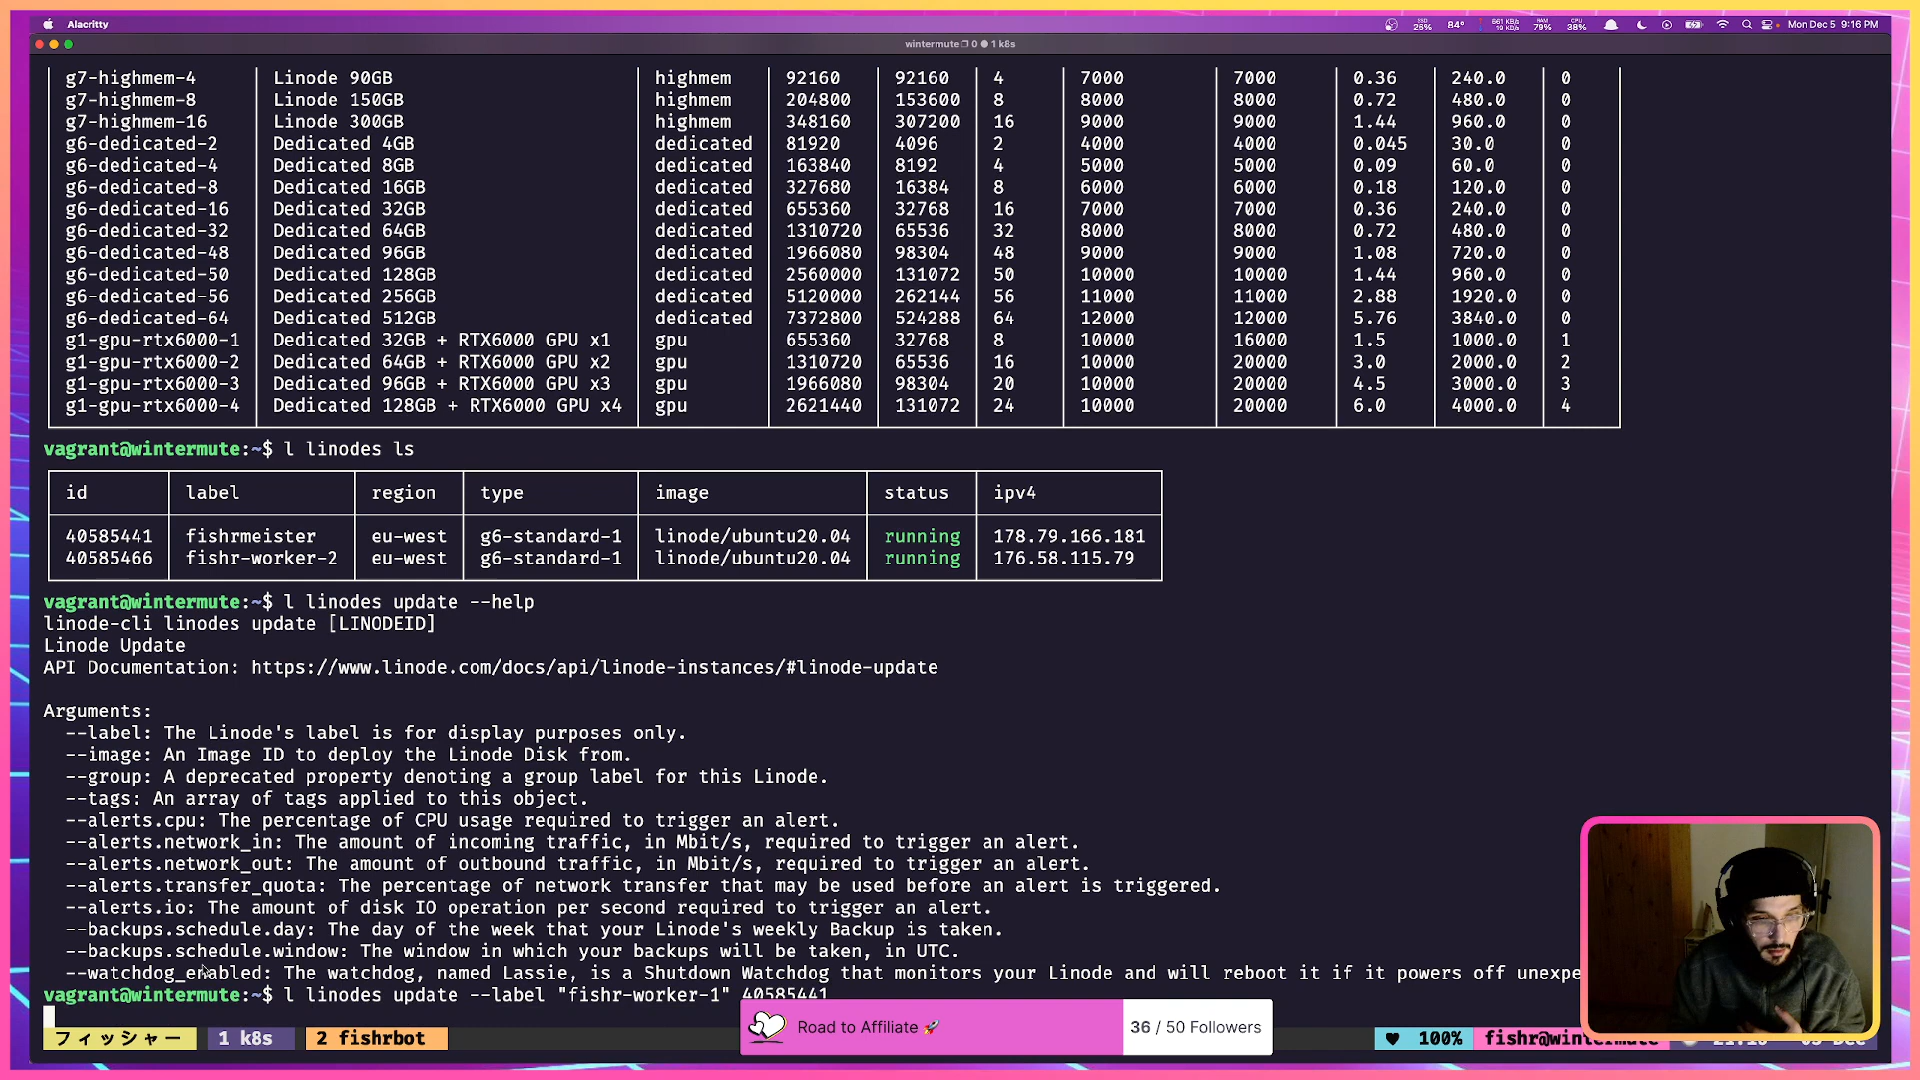 Alacritty
SSD 26%
84°
661 KB/s
19 KB/s
RAM 79%
CPU 38%
Mon Dec 5 9:16 PM
wintermute 0 1 k8s
g7-highmem-4 Linode 90GB highmem 92160 92160 4 7000 7000 0.36 240.0 0
g7-highmem-8 Linode 150GB highmem 204800 153600 8 8000 8000 0.72 480.0 0
g7-highmem-16 Linode 300GB highmem 348160 307200 16 9000 9000 1.44 960.0 0
g6-dedicated-2 Dedicated 4GB dedicated 81920 4096 2 4000 4000 0.045 30.0 0
g6-dedicated-4 Dedicated 8GB dedicated 163840 8192 4 5000 5000 0.09 60.0 0
g6-dedicated-8 Dedicated 16GB dedicated 327680 16384 8 6000 6000 0.18 120.0 0
g6-dedicated-16 Dedicated 32GB dedicated 655360 32768 16 7000 7000 0.36 240.0 0
g6-dedicated-32 Dedicated 64GB dedicated 1310720 65536 32 8000 8000 0.72 480.0 0
g6-dedicated-48 Dedicated 96GB dedicated 1966080 98304 48 9000 9000 1.08 720.0 0
g6-dedicated-50 Dedicated 128GB dedicated 2560000 131072 50 10000 10000 1.44 960.0 0
g6-dedicated-56 Dedicated 256GB dedicated 5120000 262144 56 11000 11000 2.88 1920.0 0
g6-dedicated-64 Dedicated 512GB dedicated 7372800 524288 64 12000 12000 5.76 3840.0 0
g1-gpu-rtx6000-1 Dedicated 32GB + RTX6000 GPU x1 gpu 655360 32768 8 10000 16000 1.5 1000.0 1
g1-gpu-rtx6000-2 Dedicated 64GB + RTX6000 GPU x2 gpu 1310720 65536 16 10000 20000 3.0 2000.0 2
g1-gpu-rtx6000-3 Dedicated 96GB + RTX6000 GPU x3 gpu 1966080 98304 20 10000 20000 4.5 3000.0 3
g1-gpu-rtx6000-4 Dedicated 128GB + RTX6000 GPU x4 gpu 2621440 131072 24 10000 20000 6.0 4000.0 4
vagrant@wintermute:~$ l linodes ls
id label region type image status ipv4
40585441 fishrmeister eu-west g6-standard-1 linode/ubuntu20.04 running 178.79.166.181
40585466 fishr-worker-2 eu-west g6-standard-1 linode/ubuntu20.04 running 176.58.115.79
vagrant@wintermute:~$ l linodes update --help
linode-cli linodes update [LINODEID]
Linode Update
API Documentation: https://www.linode.com/docs/api/linode-instances/#linode-update
Arguments:
--label: The Linode's label is for display purposes only.
--image: An Image ID to deploy the Linode Disk from.
--group: A deprecated property denoting a group label for this Linode.
--tags: An array of tags applied to this object.
--alerts.cpu: The percentage of CPU usage required to trigger an alert.
--alerts.network_in: The amount of incoming traffic, in Mbit/s, required to trigger an alert.
--alerts.network_out: The amount of outbound traffic, in Mbit/s, required to trigger an alert.
--alerts.transfer_quota: The percentage of network transfer that may be used before an alert is triggered.
--alerts.io: The amount of disk IO operation per second required to trigger an alert.
--backups.schedule.day: The day of the week that your Linode's weekly Backup is taken.
--backups.schedule.window: The window in which your backups will be taken, in UTC.
--watchdog_enabled: The watchdog, named Lassie, is a Shutdown Watchdog that monitors your Linode and will reboot it if it powers off unexpe
vagrant@wintermute:~$ l linodes update --label "fishr-worker-1" 40585441
フィッシャー 1 k8s 2 fishrbot
Road to Affiliate 🚀 36 / 50 Followers
♥ 100% fishr@wintermute